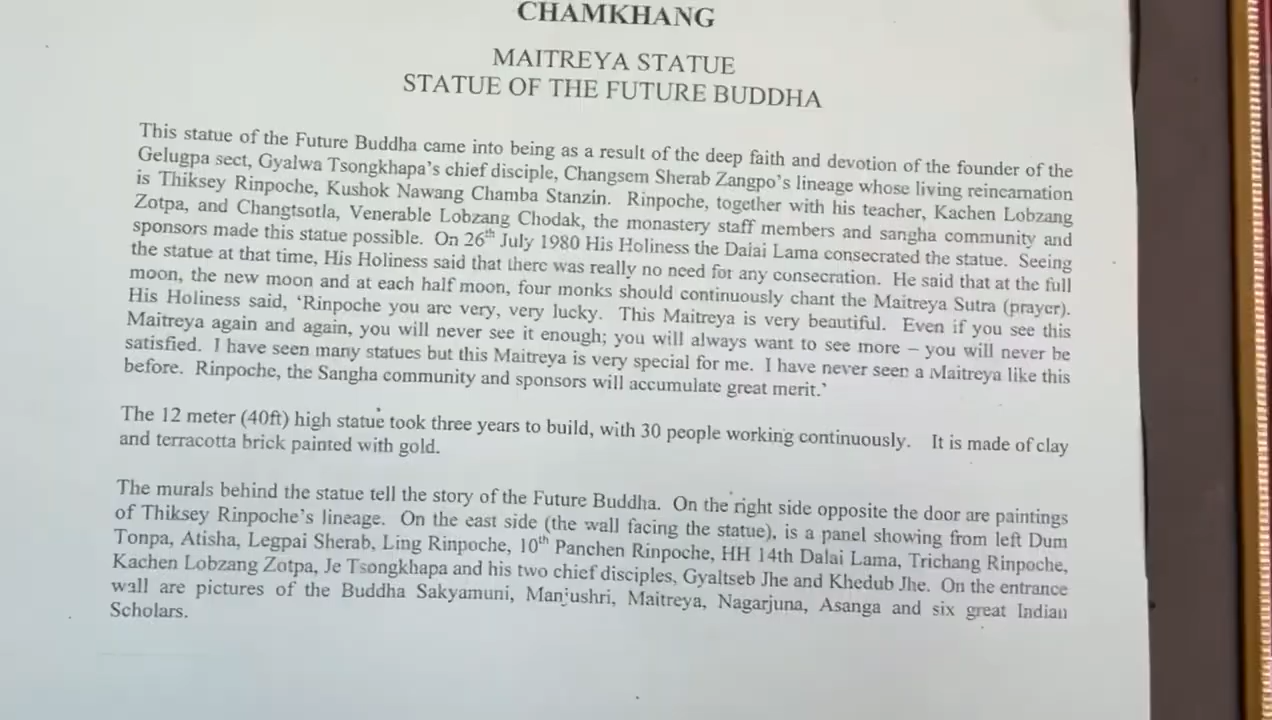 CHAMKHANG
MAITREYA STATUE
STATUE OF THE FUTURE BUDDHA
This statue of the Future Buddha came into being as a result of the deep faith and devotion of the founder of the
Gelugpa sect, Gyalwa Tsongkhapa's chief disciple, Changsem Sherab Zangpo's lineage whose living reincarnation
is Thiksey Rinpoche, Kushok Nawang Chamba Stanzin. Rinpoche, together with his teacher, Kachen Lobzang
Zotpa, and Changtsotla, Venerable Lobzang Chodak, the monastery staff members and sangha community and
sponsors made this statue possible. On 26th July 1980 His Holiness the Dalai Lama consecrated the statue. Seeing
the statue at that time, His Holiness said that there was really no need for any consecration. He said that at the full
moon, the new moon and at each half moon, four monks should continuously chant the Maitreya Sutra (prayer).
His Holiness said, 'Rinpoche you are very, very lucky. This Maitreya is very beautiful. Even if you see this
Maitreya again and again, you will never see it enough; you will always want to see more – you will never be
satisfied. I have seen many statues but this Maitreya is very special for me. I have never seen a Maitreya like this
before. Rinpoche, the Sangha community and sponsors will accumulate great merit.'
The 12 meter (40ft) high statue took three years to build, with 30 people working continuously. It is made of clay
and terracotta brick painted with gold.
The murals behind the statue tell the story of the Future Buddha. On the right side opposite the door are paintings
of Thiksey Rinpoche's lineage. On the east side (the wall facing the statue), is a panel showing from left Dum
Tonpa, Atisha, Legpai Sherab, Ling Rinpoche, 10th Panchen Rinpoche, HH 14th Dalai Lama, Trichang Rinpoche,
Kachen Lobzang Zotpa, Je Tsongkhapa and his two chief disciples, Gyaltseb Jhe and Khedub Jhe. On the entrance
wall are pictures of the Buddha Sakyamuni, Manjushri, Maitreya, Nagarjuna, Asanga and six great Indian
Scholars.